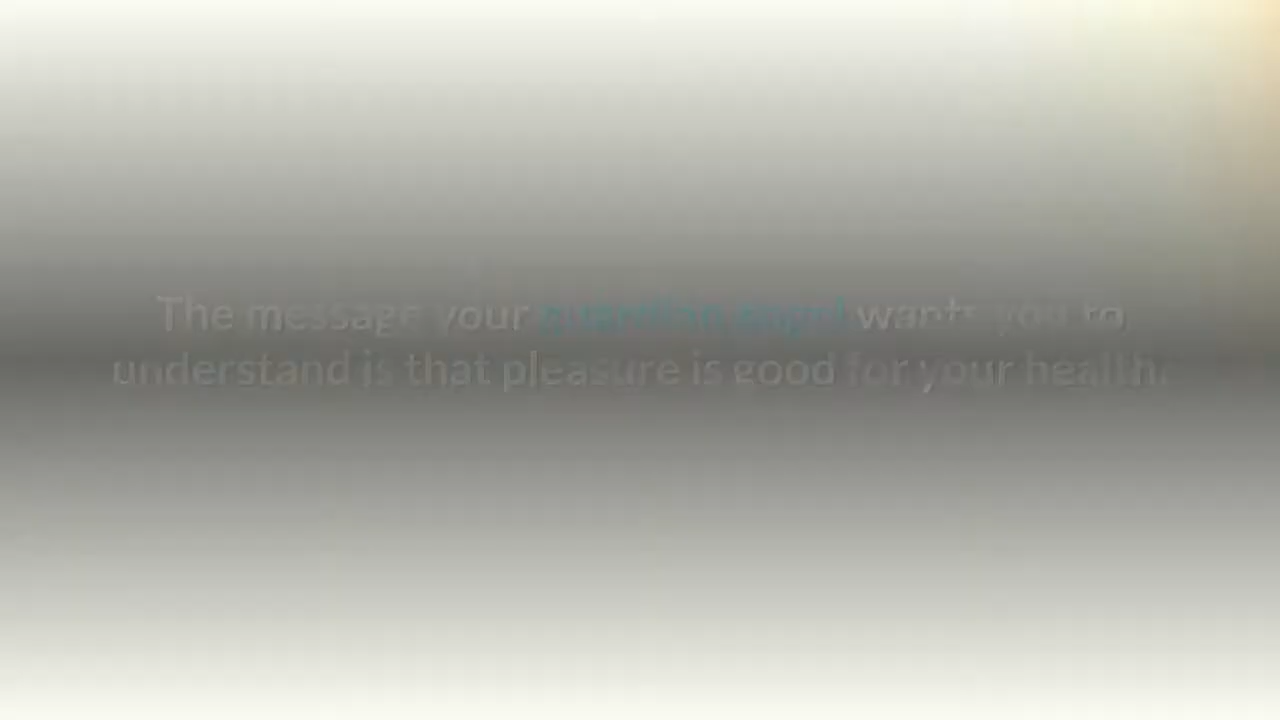 The message your guardian angel wants you to
understand is that pleasure is good for your health.